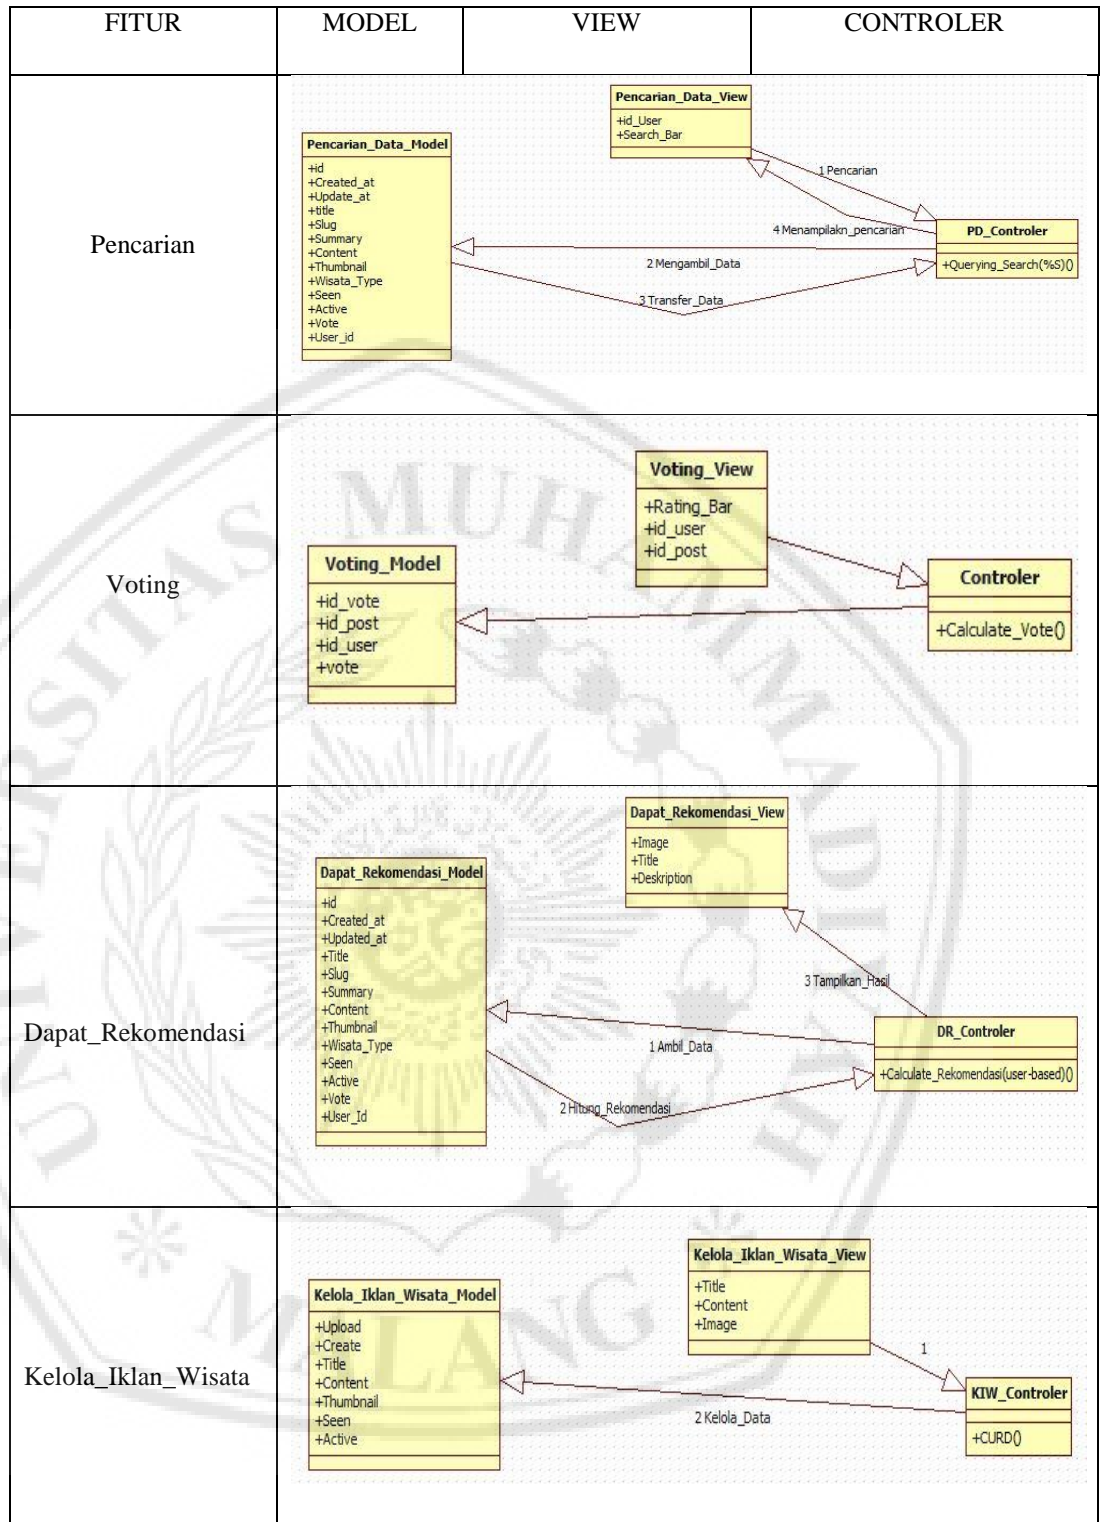 FITUR MODEL VIEW CONTROLER
Pencarian
Pencarian_Data_Model
+id
+Created_at
+Update_at
+title
+Slug
+Summary
+Content
+Thumbnail
+Wisata_Type
+Seen
+Active
+Vote
+User_id
Pencarian_Data_View
+id_User
+Search_Bar
1 Pencarian
4 Menampilakn_pencarian
2 Mengambil_Data
3 Transfer_Data
PD_Controler
+Querying_Search(%S)()
Voting
Voting_Model
+id_vote
+id_post
+id_user
+vote
Voting_View
+Rating_Bar
+id_user
+id_post
Controler
+Calculate_Vote()
Dapat_Rekomendasi
Dapat_Rekomendasi_Model
+id
+Created_at
+Updated_at
+Title
+Slug
+Summary
+Content
+Thumbnail
+Wisata_Type
+Seen
+Active
+Vote
+User_Id
Dapat_Rekomendasi_View
+Image
+Title
+Deskription
3 Tampilkan_Hasil
1 Ambil_Data
2 Hitung_Rekomendasi
DR_Controler
+Calculate_Rekomendasi(user-based)()
Kelola_Iklan_Wisata
Kelola_Iklan_Wisata_Model
+Upload
+Create
+Title
+Content
+Thumbnail
+Seen
+Active
Kelola_Iklan_Wisata_View
+Title
+Content
+Image
1
2 Kelola_Data
KIW_Controler
+CURD()
UNIVERSITAS MUHAMMADIYAH
MALANG